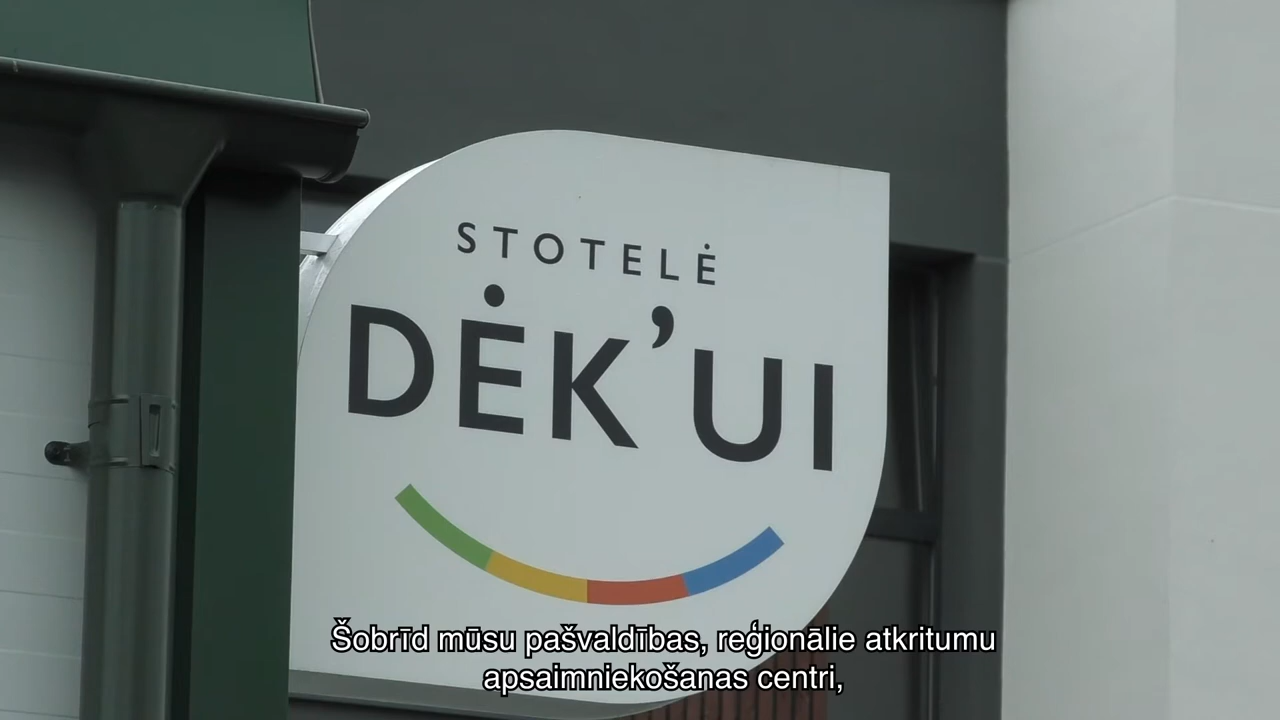 STOTELĖ
DĖK’UI
Šobrīd mūsu pašvaldības, reģionālie atkritumu
apsaimniekošanas centri,